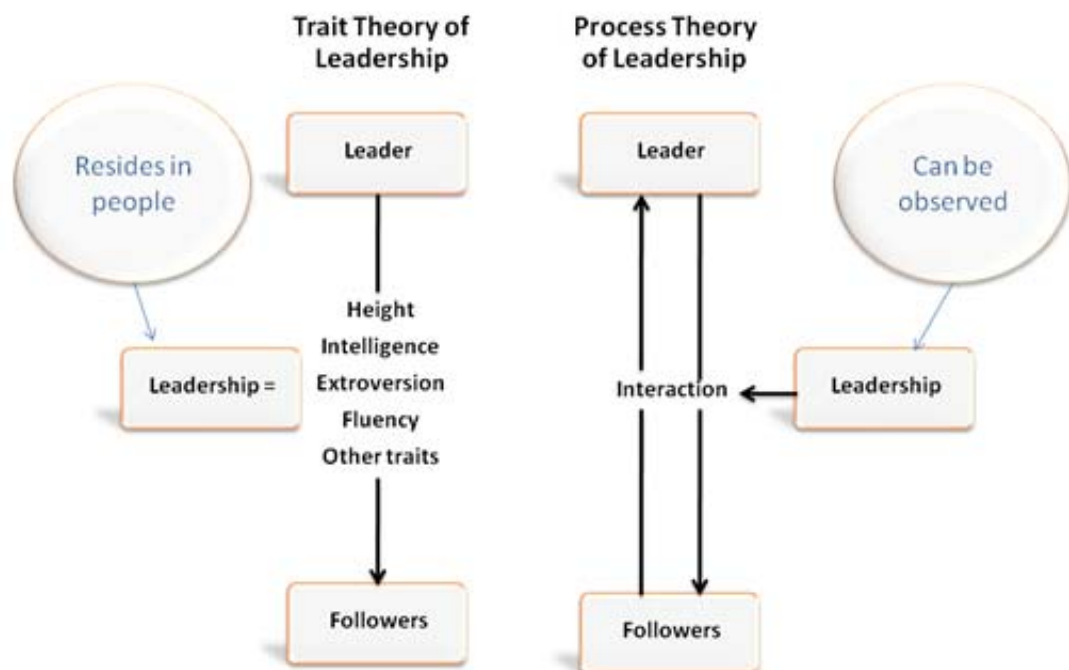 Trait Theory of
Leadership
Process Theory
of Leadership
Resides in
people
Leader
Leader
Can be
observed
Height
Intelligence
Leadership =
Extroversion
Fluency
Other traits
Interaction
Leadership
Followers
Followers